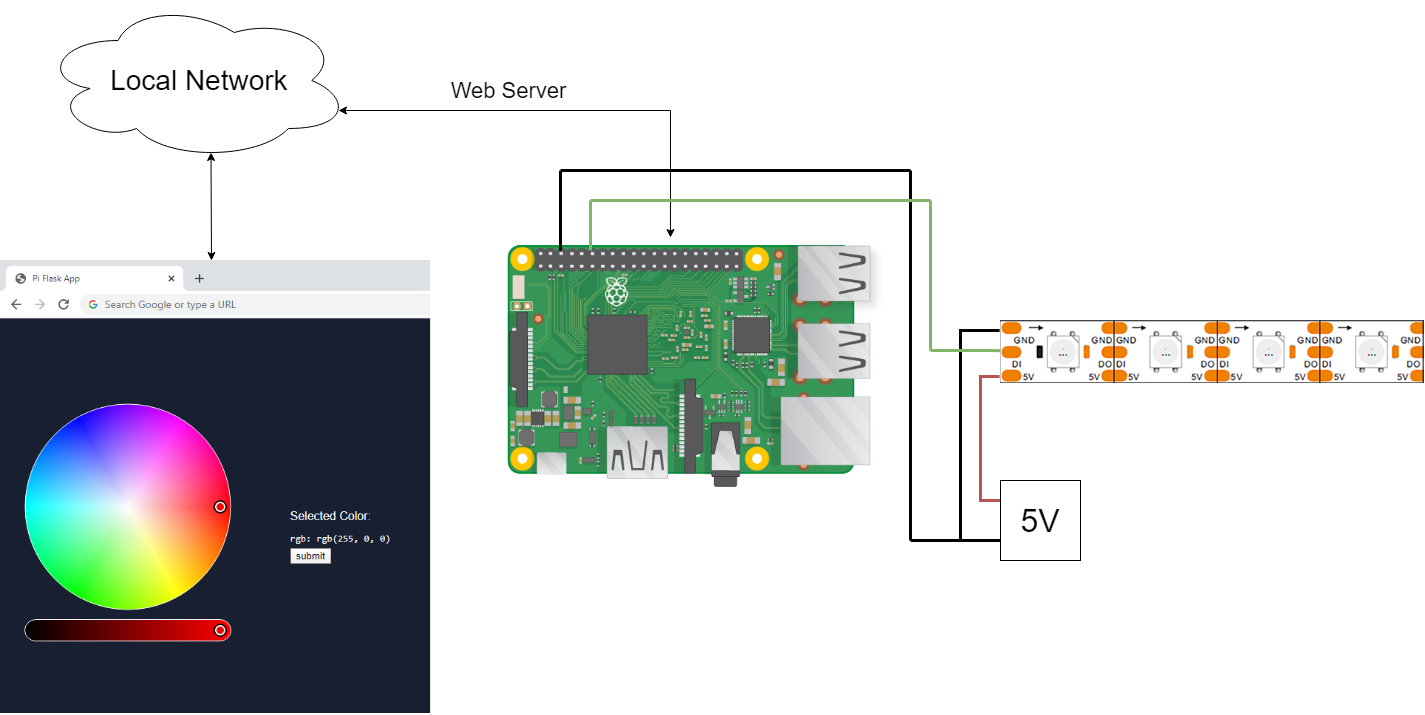 Local Network
Web Server
Pi Flask App
Search Google or type a URL
Selected Color:
rgb: rgb(255, 0, 0)
submit
GND GND GND GND GND GND GND
DI DO DI DO DI DO DI DO
5V 5V 5V 5V 5V 5V 5V 5V
5V